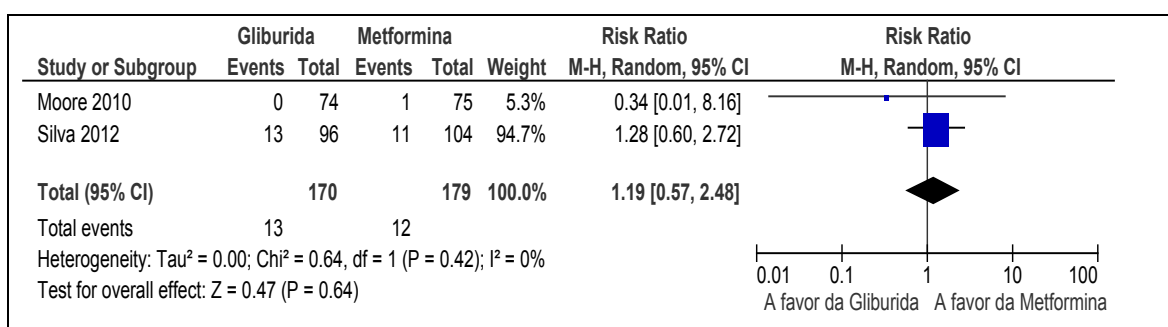 Gliburida Metformina Risk Ratio Risk Ratio
Study or Subgroup Events Total Events Total Weight M-H, Random, 95% CI M-H, Random, 95% CI
Moore 2010 0 74 1 75 5.3% 0.34 [0.01, 8.16]
Silva 2012 13 96 11 104 94.7% 1.28 [0.60, 2.72]
Total (95% CI) 170 179 100.0% 1.19 [0.57, 2.48]
Total events 13 12
Heterogeneity: Tau² = 0.00; Chi² = 0.64, df = 1 (P = 0.42); I² = 0%
Test for overall effect: Z = 0.47 (P = 0.64)
0.01 0.1 1 10 100
A favor da Gliburida A favor da Metformina